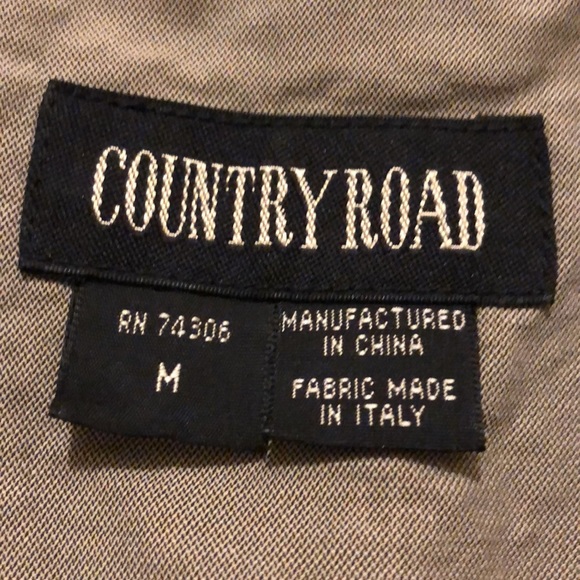 COUNTRY ROAD
RN 74306
M
MANUFACTURED
IN CHINA
FABRIC MADE
IN ITALY